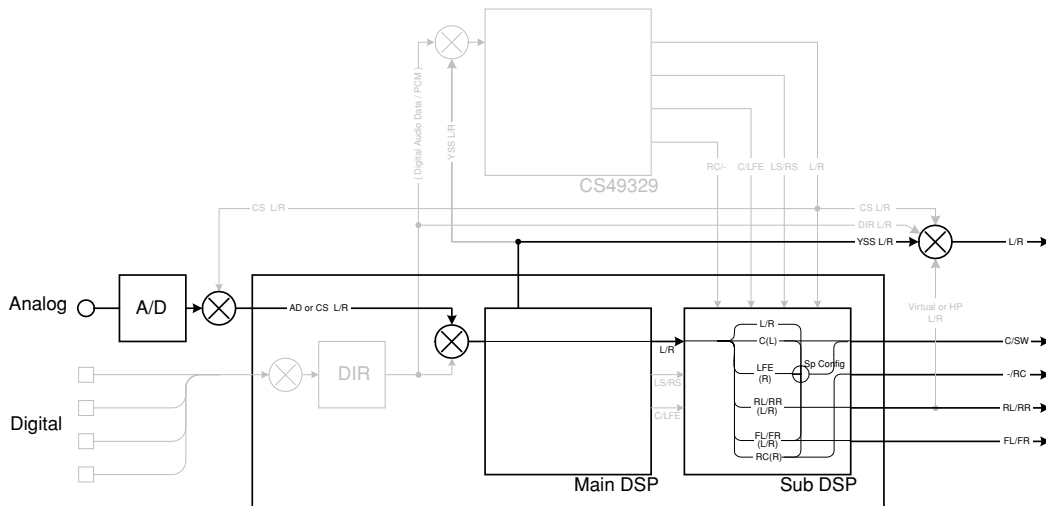 ( Digital Audio Data / PCM )
YSS L/R
RC/-
C/LFE
LS/RS
L/R
CS49329
CS L/R
CS L/R
DIR L/R
YSS L/R
L/R
Analog
A/D
AD or CS L/R
Virtual or HP
L/R
L/R
L/R
C(L)
C/SW
Sp Config
LFE
(R)
-/RC
DIR
LS/RS
RL/RR
(L/R)
RL/RR
C/LFE
Digital
FL/FR
(L/R)
FL/FR
RC(R)
Main DSP
Sub DSP